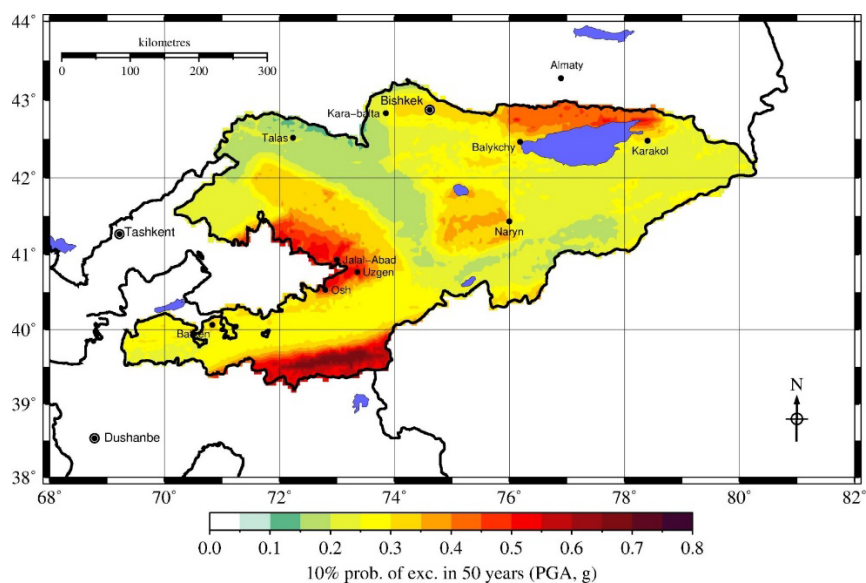 44°
kilometres
0 50 100 150 200 250 300
Almaty
43°
Bishkek
Kara-balta
Talas
Balykchy
Karakol
42°
Tashkent
Naryn
41°
Jalal-Abad
Uzgen
Osh
40°
Batken
39°
N
Dushanbe
38°
68° 70° 72° 74° 76° 78° 80° 82°
0.0 0.1 0.2 0.3 0.4 0.5 0.6 0.7 0.8
10% prob. of exc. in 50 years (PGA, g)